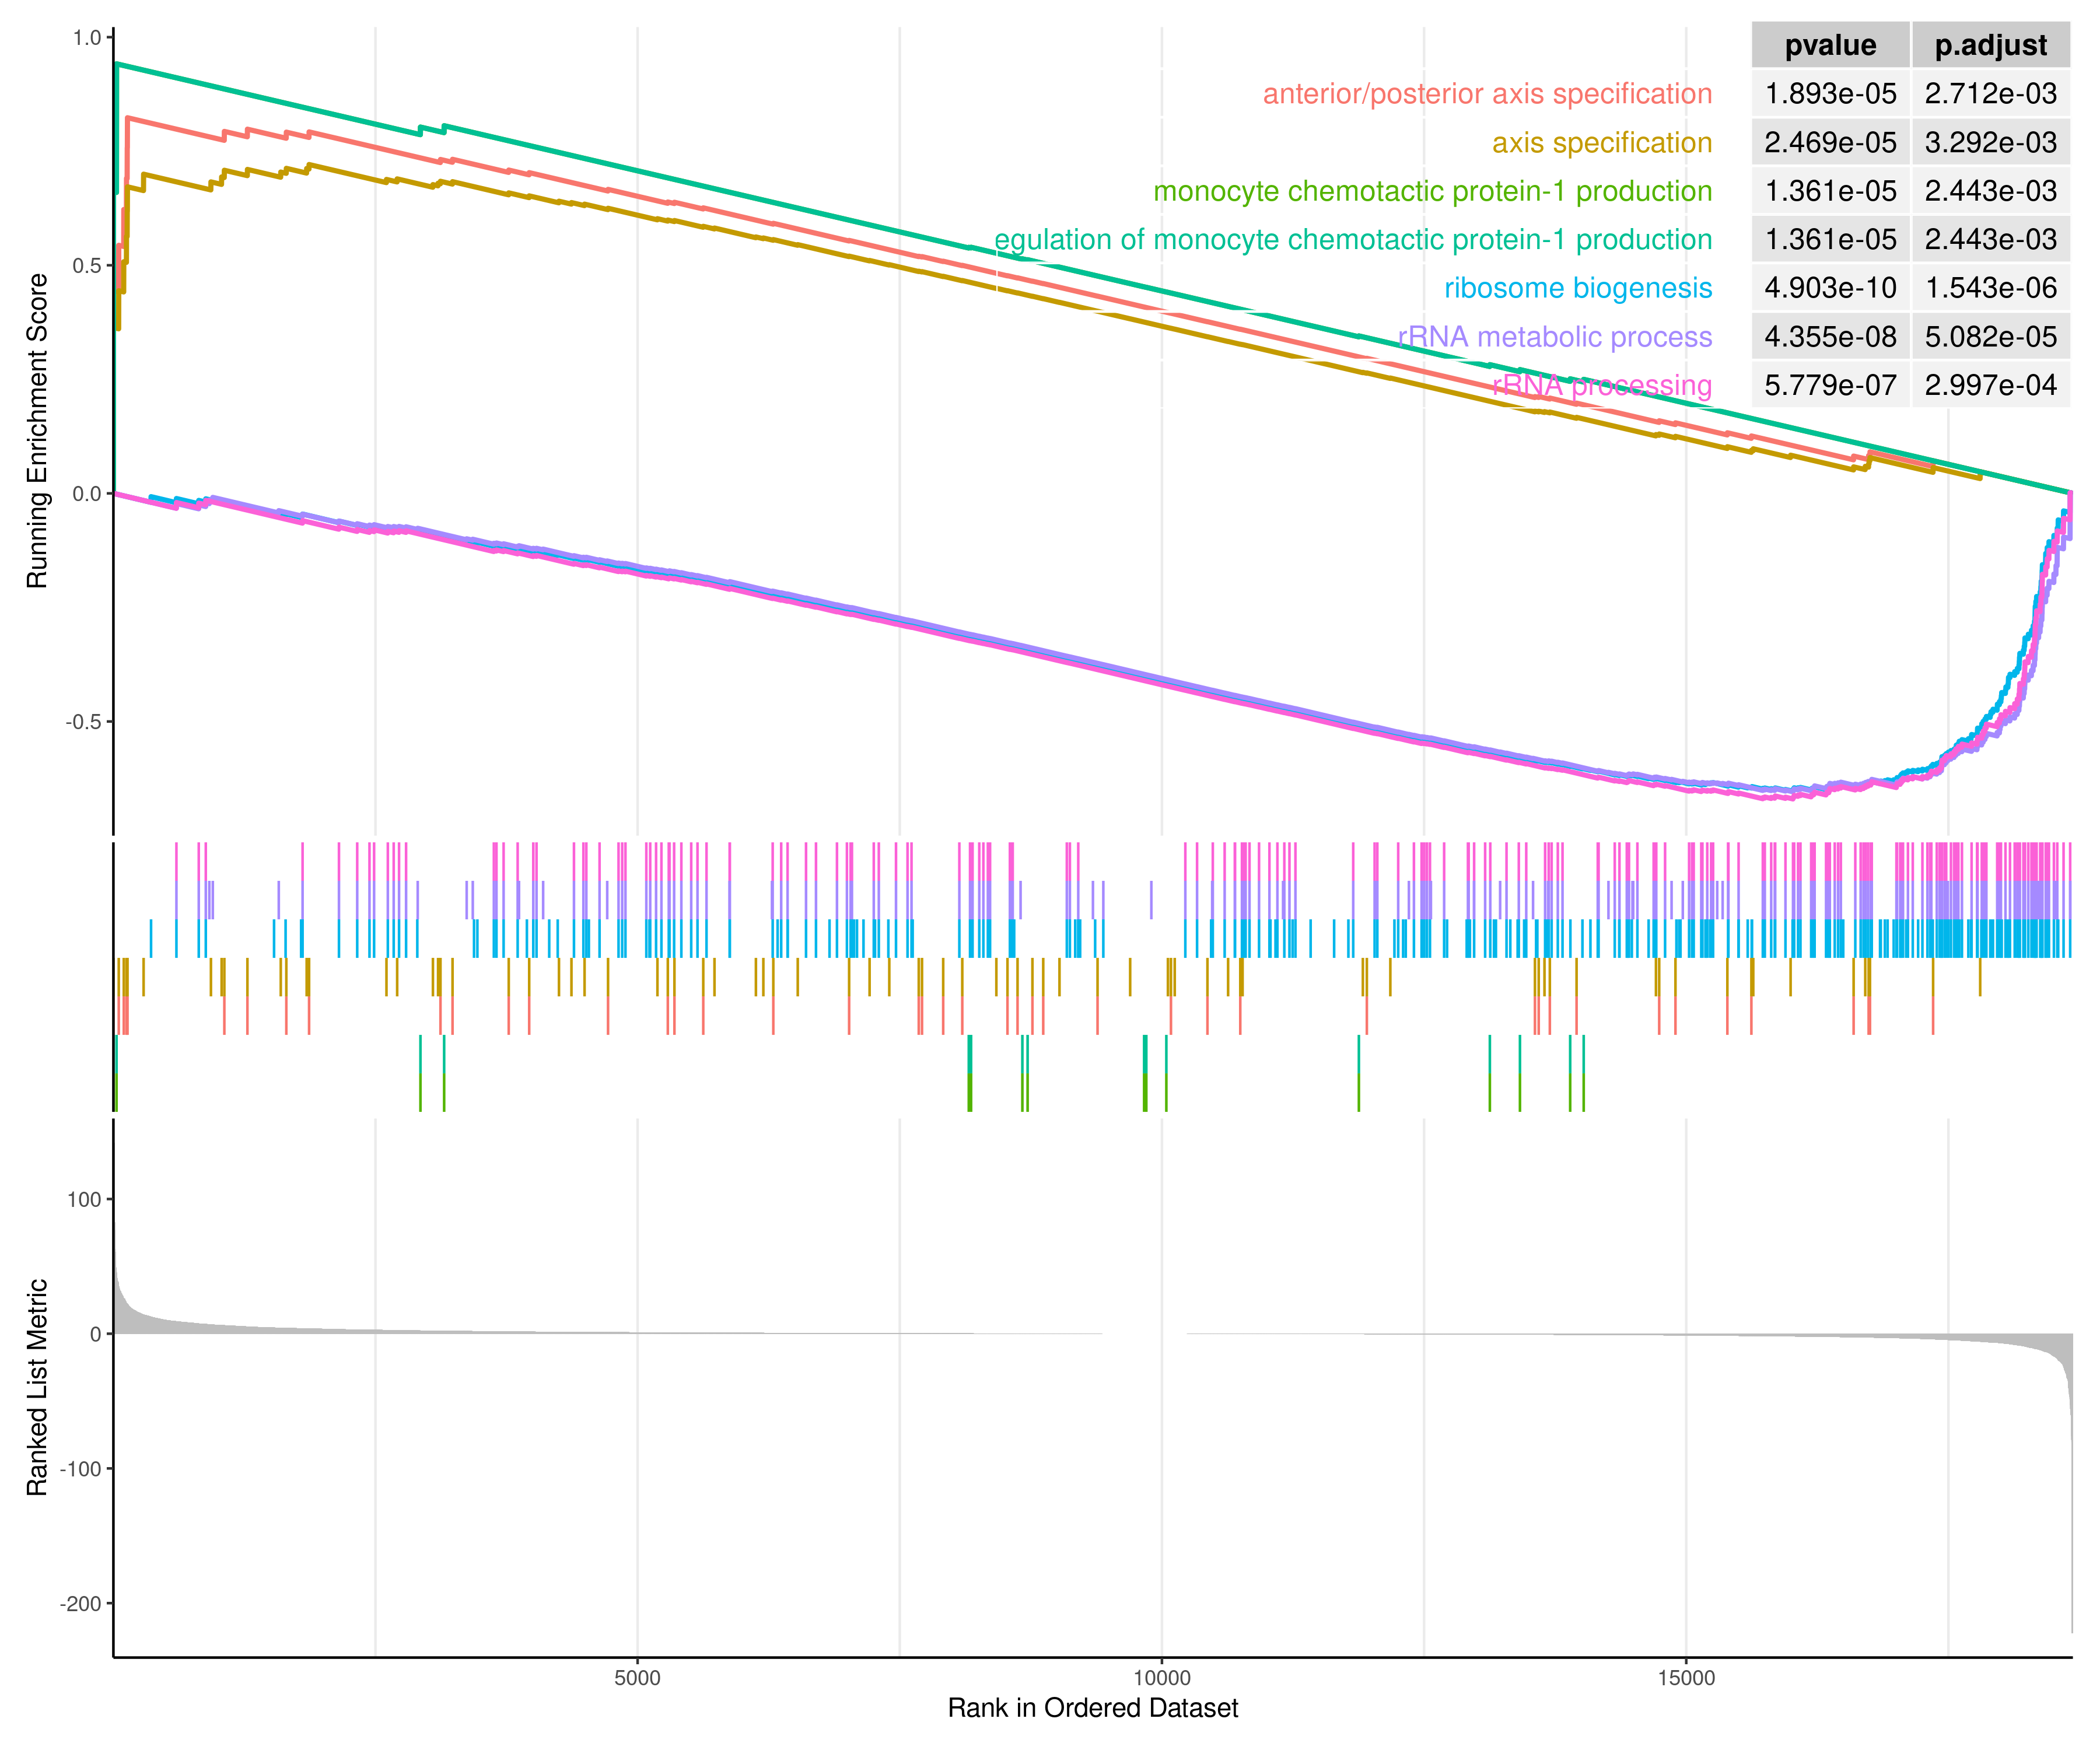 pvalue p.adjust
anterior/posterior axis specification 1.893e-05 2.712e-03
axis specification 2.469e-05 3.292e-03
monocyte chemotactic protein-1 production 1.361e-05 2.443e-03
egulation of monocyte chemotactic protein-1 production 1.361e-05 2.443e-03
ribosome biogenesis 4.903e-10 1.543e-06
rRNA metabolic process 4.355e-08 5.082e-05
rRNA processing 5.779e-07 2.997e-04
Running Enrichment Score
1.0
0.5
0.0
-0.5
Ranked List Metric
100
0
-100
-200
5000 10000 15000
Rank in Ordered Dataset